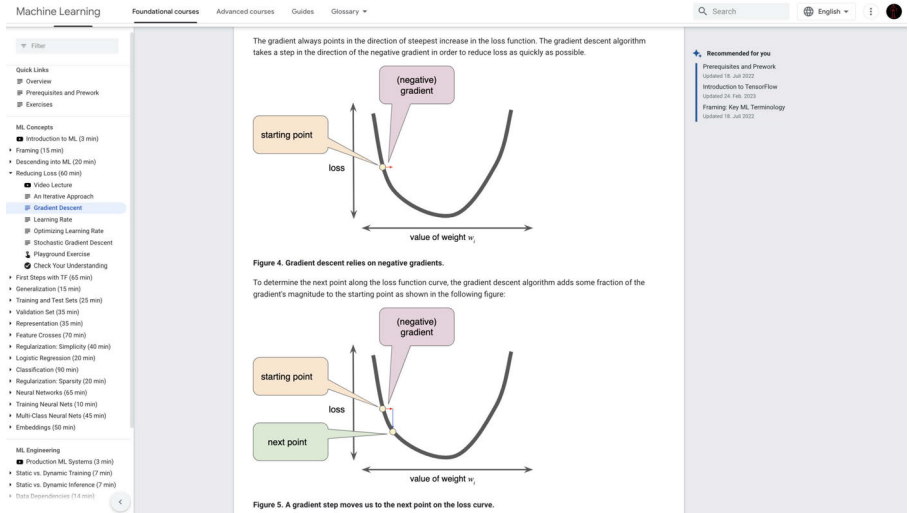 Machine Learning
Foundational courses
Advanced courses
Guides
Glossary
Search
English
Filter
Quick Links
Overview
Prerequisites and Prework
Exercises
ML Concepts
Introduction to ML (3 min)
Framing (15 min)
Descending into ML (20 min)
Reducing Loss (60 min)
Video Lecture
An Iterative Approach
Gradient Descent
Learning Rate
Optimizing Learning Rate
Stochastic Gradient Descent
Playground Exercise
Check Your Understanding
First Steps with TF (65 min)
Generalization (15 min)
Training and Test Sets (25 min)
Validation Set (35 min)
Representation (35 min)
Feature Crosses (70 min)
Regularization: Simplicity (40 min)
Logistic Regression (20 min)
Classification (90 min)
Regularization: Sparsity (20 min)
Neural Networks (65 min)
Training Neural Nets (10 min)
Multi-Class Neural Nets (45 min)
Embeddings (50 min)
ML Engineering
Production ML Systems (3 min)
Static vs. Dynamic Training (7 min)
Static vs. Dynamic Inference (7 min)
Data Dependencies (14 min)
The gradient always points in the direction of steepest increase in the loss function. The gradient descent algorithm
takes a step in the direction of the negative gradient in order to reduce loss as quickly as possible.
(negative)
gradient
starting point
loss
value of weight wᵢ
Figure 4. Gradient descent relies on negative gradients.
To determine the next point along the loss function curve, the gradient descent algorithm adds some fraction of the
gradient's magnitude to the starting point as shown in the following figure:
(negative)
gradient
starting point
loss
next point
value of weight wᵢ
Figure 5. A gradient step moves us to the next point on the loss curve.
Recommended for you
Prerequisites and Prework
Updated 18. Juli 2022
Introduction to TensorFlow
Updated 24. Feb. 2023
Framing: Key ML Terminology
Updated 18. Juli 2022